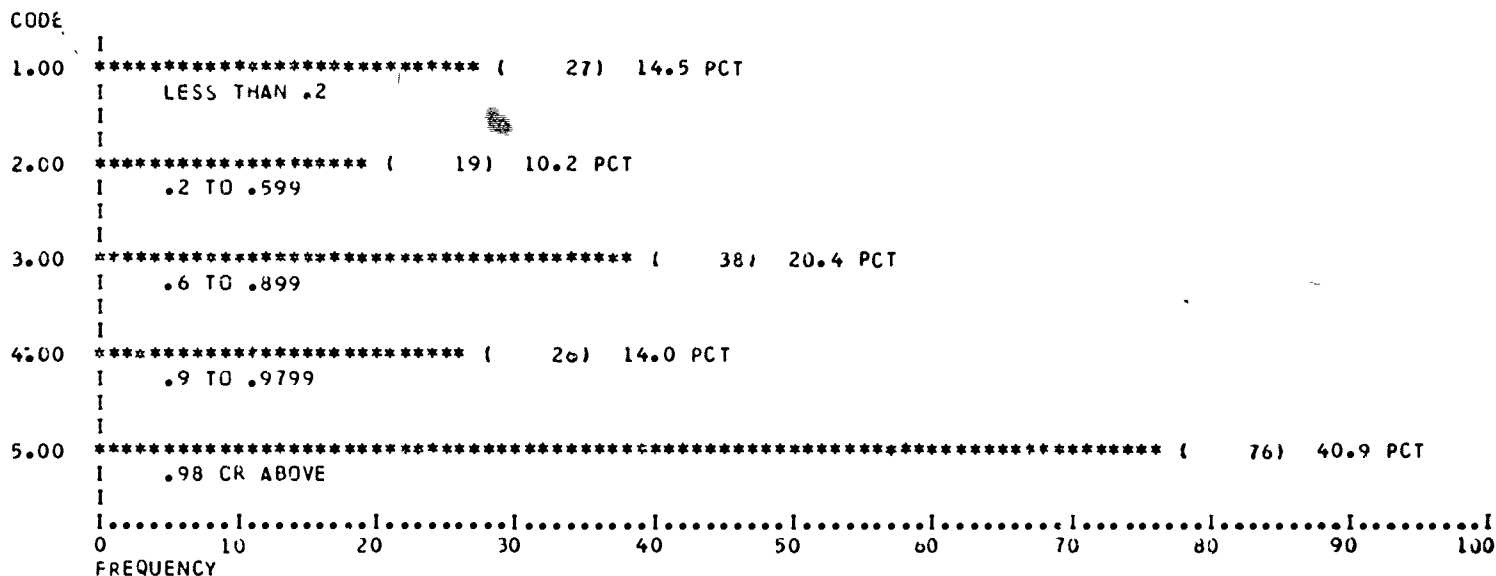 CODE
I
1.00 **************************** ( 27) 14.5 PCT
I LESS THAN .2
I
I
2.00 ******************** ( 19) 10.2 PCT
I .2 TO .599
I
I
3.00 *************************************** ( 38) 20.4 PCT
I .6 TO .899
I
I
4.00 *************************** ( 26) 14.0 PCT
I .9 TO .9799
I
I
5.00 ***************************************************************************** ( 76) 40.9 PCT
I .98 OR ABOVE
I
I.........I.........I.........I.........I.........I.........I.........I.........I.........I.........I
0 10 20 30 40 50 60 70 80 90 100
FREQUENCY